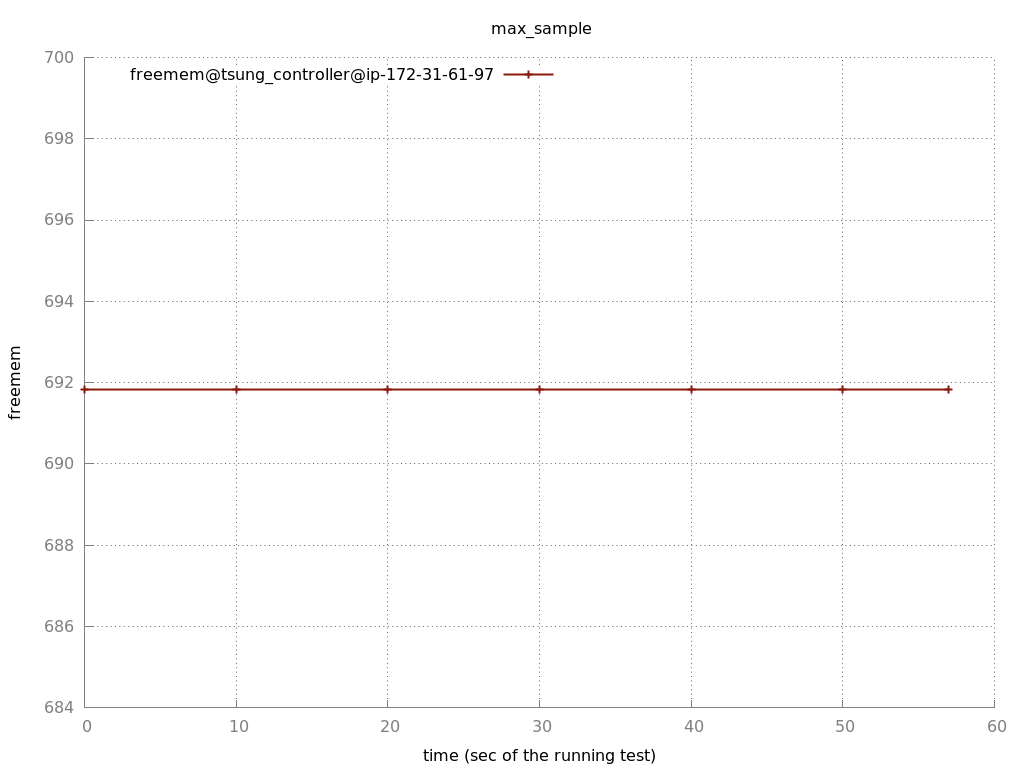 max_sample
700
freemem@tsung_controller@ip-172-31-61-97
698
696
694
692
690
688
686
684
freemem
0 10 20 30 40 50 60
time (sec of the running test)